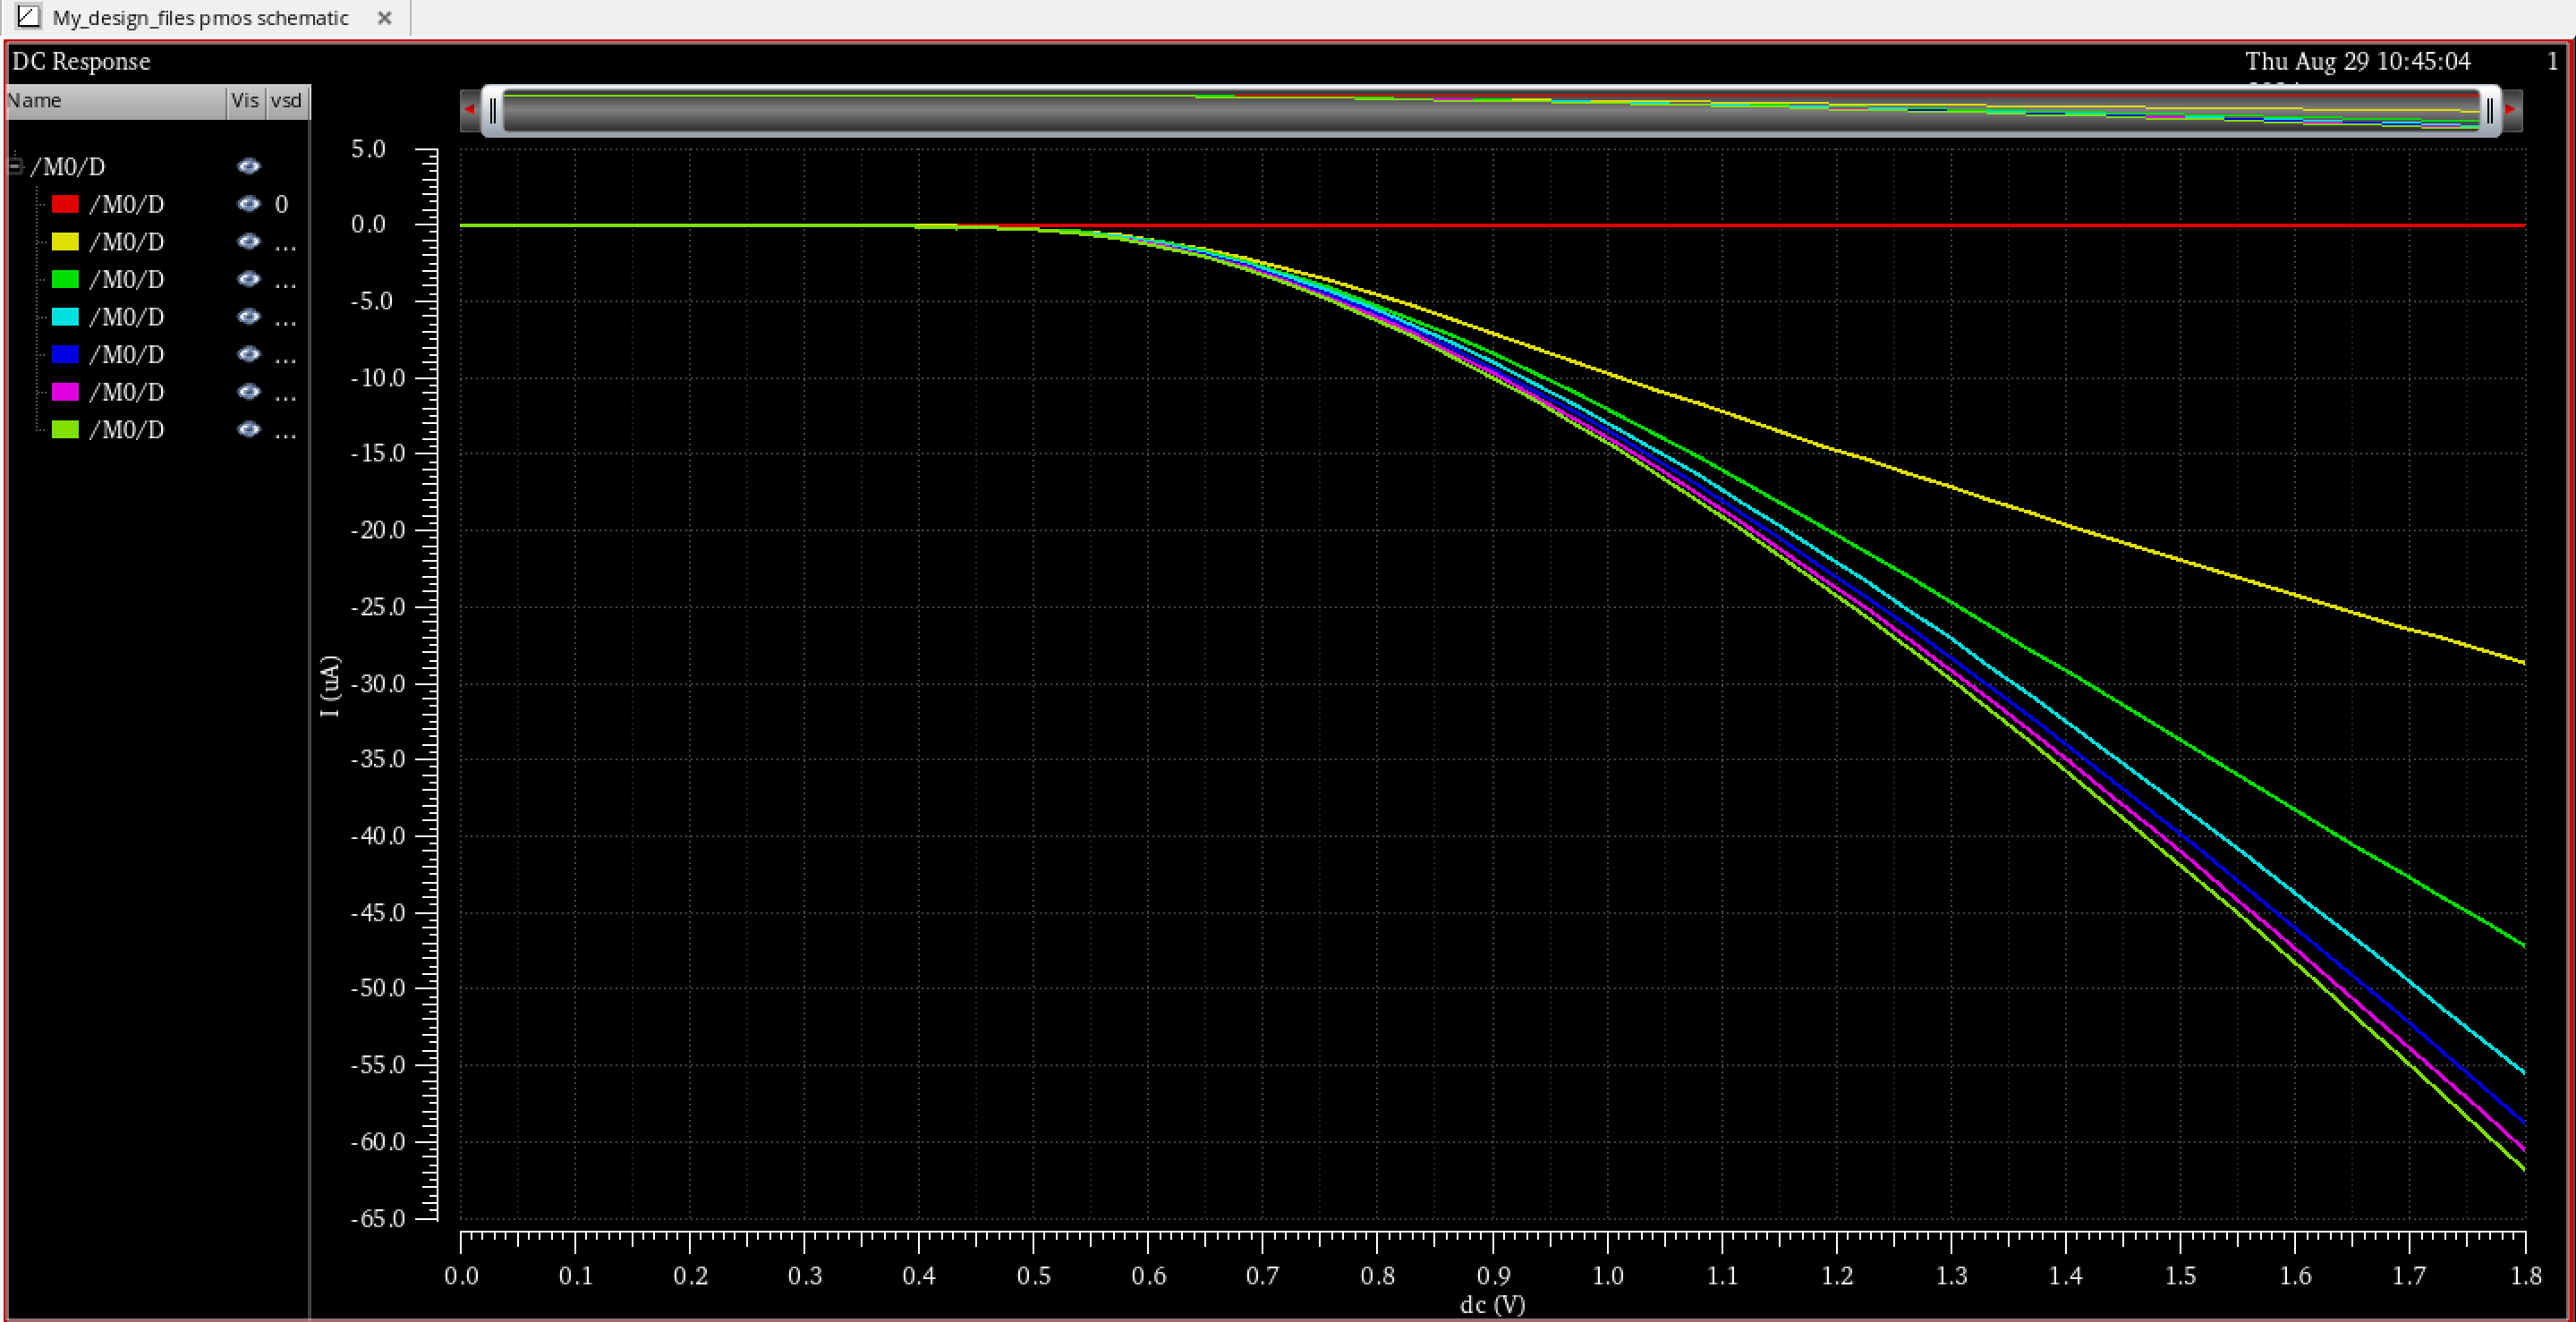 My_design_files pmos schematic
DC Response
Thu Aug 29 10:45:04
1
Name Vis vsd
/M0/D
/M0/D 0
/M0/D ...
/M0/D ...
/M0/D ...
/M0/D ...
/M0/D ...
/M0/D ...
5.0
0.0
-5.0
-10.0
-15.0
-20.0
-25.0
-30.0
-35.0
-40.0
-45.0
-50.0
-55.0
-60.0
-65.0
I (uA)
0.0 0.1 0.2 0.3 0.4 0.5 0.6 0.7 0.8 0.9 1.0 1.1 1.2 1.3 1.4 1.5 1.6 1.7 1.8
dc (V)